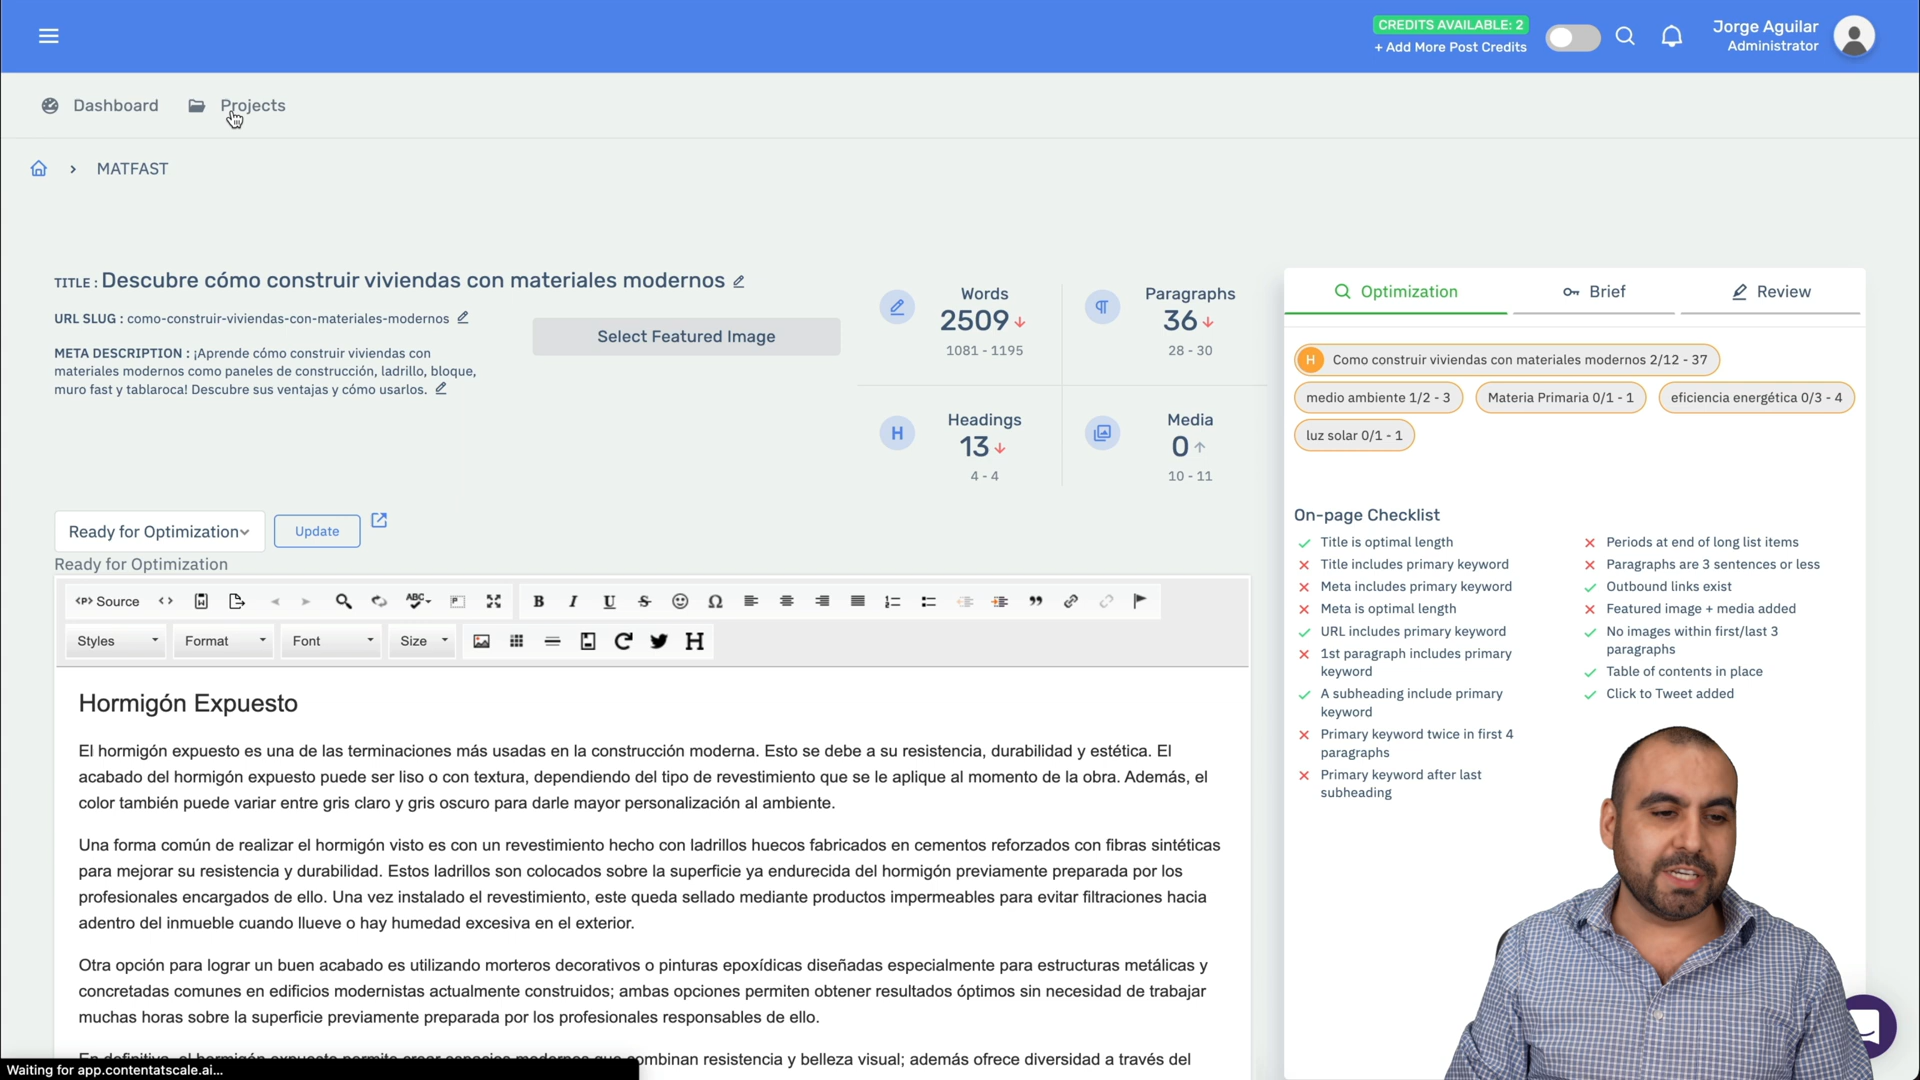 CREDITS AVAILABLE: 2
+ Add More Post Credits
Jorge Aguilar
Administrator
Dashboard
Projects
MATFAST
TITLE : Descubre cómo construir viviendas con materiales modernos
URL SLUG : como-construir-viviendas-con-materiales-modernos
META DESCRIPTION : ¡Aprende cómo construir viviendas con
materiales modernos como paneles de construcción, ladrillo, bloque,
muro fast y tablaroca! Descubre sus ventajas y cómo usarlos.
Select Featured Image
Words
2509
1081 - 1195
Paragraphs
36
28 - 30
H
Headings
13
4 - 4
Media
0
10 - 11
Optimization
Brief
Review
H Como construir viviendas con materiales modernos 2/12 - 37
medio ambiente 1/2 - 3
Materia Primaria 0/1 - 1
eficiencia energética 0/3 - 4
luz solar 0/1 - 1
On-page Checklist
Title is optimal length
Title includes primary keyword
Meta includes primary keyword
Meta is optimal length
URL includes primary keyword
1st paragraph includes primary
keyword
A subheading include primary
keyword
Primary keyword twice in first 4
paragraphs
Primary keyword after last
subheading
Periods at end of long list items
Paragraphs are 3 sentences or less
Outbound links exist
Featured image + media added
No images within first/last 3
paragraphs
Table of contents in place
Click to Tweet added
Ready for Optimization
Update
Ready for Optimization
Source
ABC
B I U S Ω
Styles
Format
Font
Size
H
Hormigón Expuesto
El hormigón expuesto es una de las terminaciones más usadas en la construcción moderna. Esto se debe a su resistencia, durabilidad y estética. El
acabado del hormigón expuesto puede ser liso o con textura, dependiendo del tipo de revestimiento que se le aplique al momento de la obra. Además, el
color también puede variar entre gris claro y gris oscuro para darle mayor personalización al ambiente.
Una forma común de realizar el hormigón visto es con un revestimiento hecho con ladrillos huecos fabricados en cementos reforzados con fibras sintéticas
para mejorar su resistencia y durabilidad. Estos ladrillos son colocados sobre la superficie ya endurecida del hormigón previamente preparada por los
profesionales encargados de ello. Una vez instalado el revestimiento, este queda sellado mediante productos impermeables para evitar filtraciones hacia
adentro del inmueble cuando llueve o hay humedad excesiva en el exterior.
Otra opción para lograr un buen acabado es utilizando morteros decorativos o pinturas epoxídicas diseñadas especialmente para estructuras metálicas y
concretadas comunes en edificios modernistas actualmente construidos; ambas opciones permiten obtener resultados óptimos sin necesidad de trabajar
muchas horas sobre la superficie previamente preparada por los profesionales responsables de ello.
En definitiva, el hormigón expuesto permite crear espacios modernos que combinan resistencia y belleza visual; además ofrece diversidad a través del
Waiting for app.contentatscale.ai...